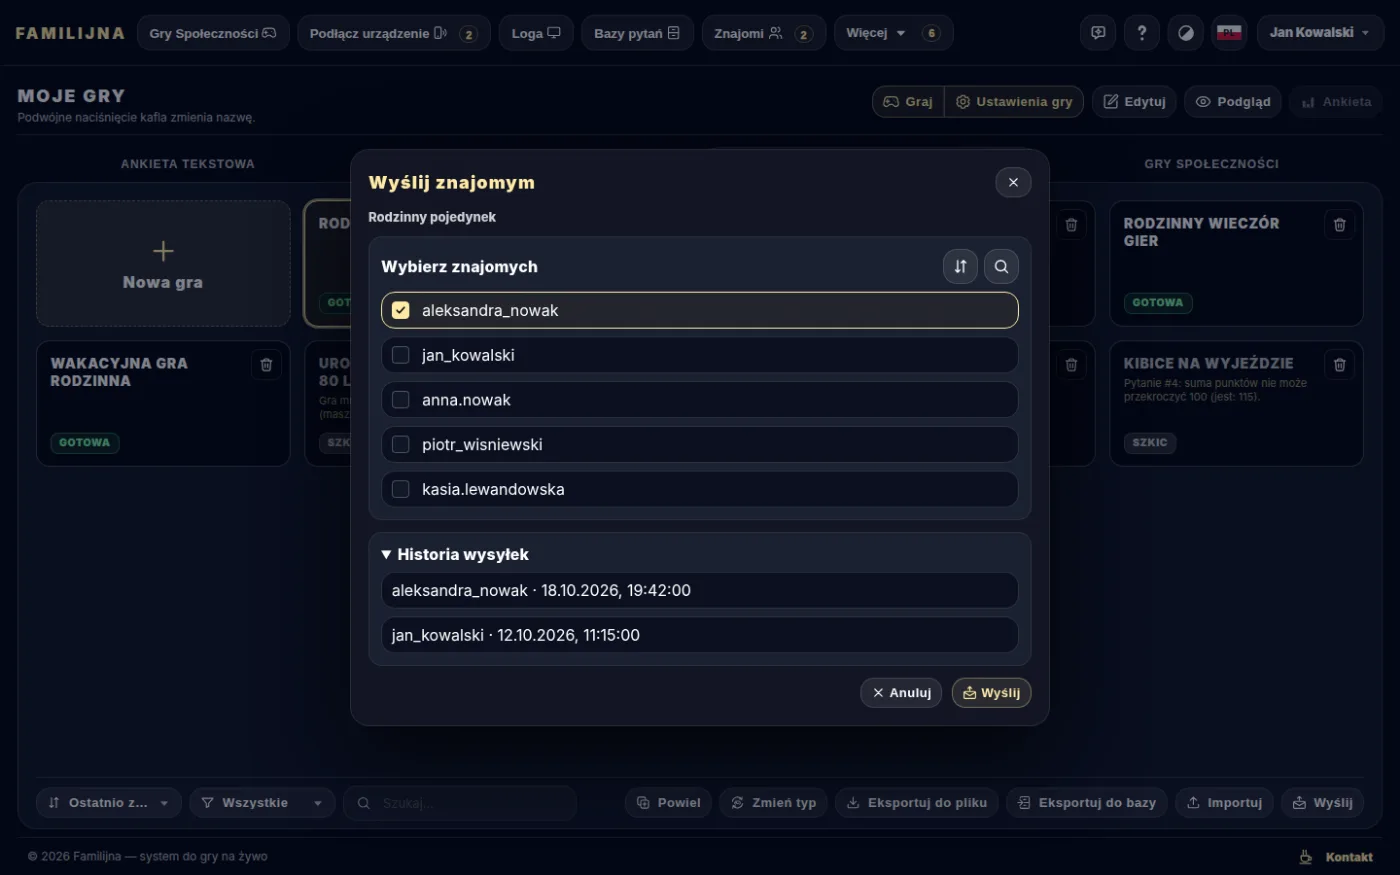 FAMILIJNA
Gry Społeczności
Podłącz urządzenie 2
Loga
Bazy pytań
Znajomi 2
Więcej 6
?
PL
Jan Kowalski
MOJE GRY
Podwójne naciśnięcie kafla zmienia nazwę.
Graj
Ustawienia gry
Edytuj
Podgląd
Ankieta
ANKIETA TEKSTOWA
GRY SPOŁECZNOŚCI
Nowa gra
RODZINNY WIECZÓR
GIER
GOTOWA
WAKACYJNA GRA
RODZINNA
GOTOWA
80 L
KIBICE NA WYJEŹDZIE
Pytanie #4: suma punktów nie może
przekroczyć 100 (jest: 115).
SZKIC
Wyślij znajomym
Rodzinny pojedynek
Wybierz znajomych
aleksandra_nowak
jan_kowalski
anna.nowak
piotr_wisniewski
kasia.lewandowska
Historia wysyłek
aleksandra_nowak · 18.10.2026, 19:42:00
jan_kowalski · 12.10.2026, 11:15:00
Anuluj
Wyślij
Ostatnio z...
Wszystkie
Szukaj...
Powiel
Zmień typ
Eksportuj do pliku
Eksportuj do bazy
Importuj
Wyślij
© 2026 Familijna — system do gry na żywo
Kontakt